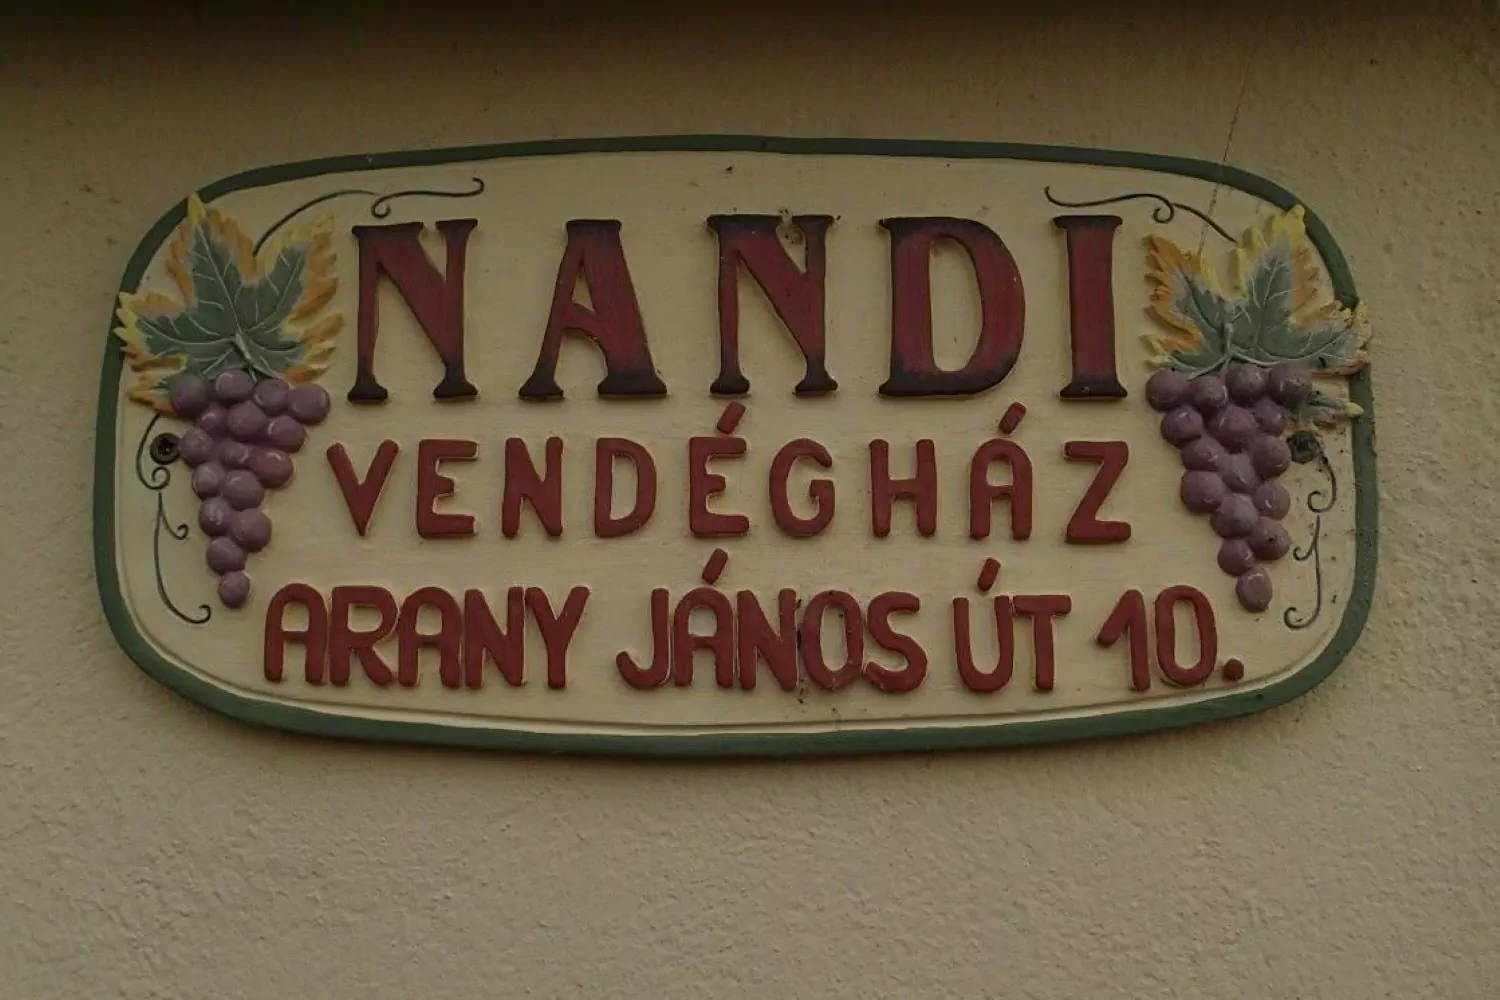 NANDI
VENDÉGHÁZ
ARANY JÁNOS ÚT 10.